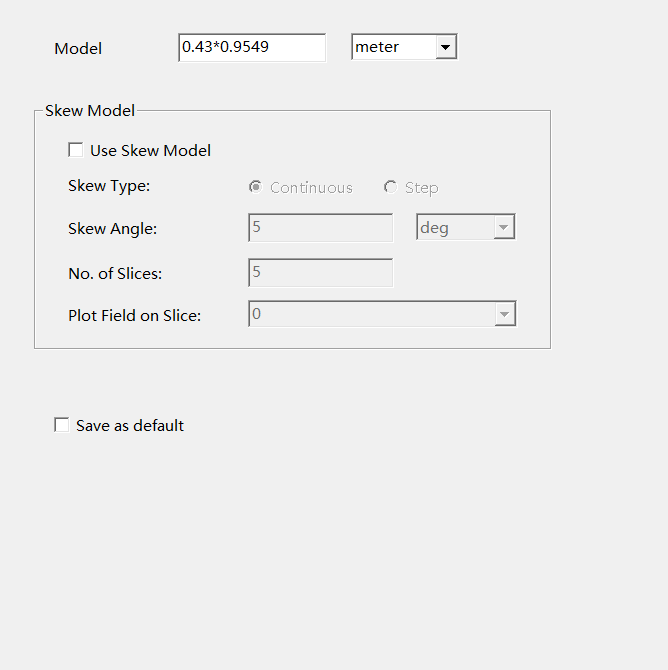 Model 0.43*0.9549 meter
Skew Model
Use Skew Model
Skew Type: Continuous Step
Skew Angle: 5 deg
No. of Slices: 5
Plot Field on Slice: 0
Save as default